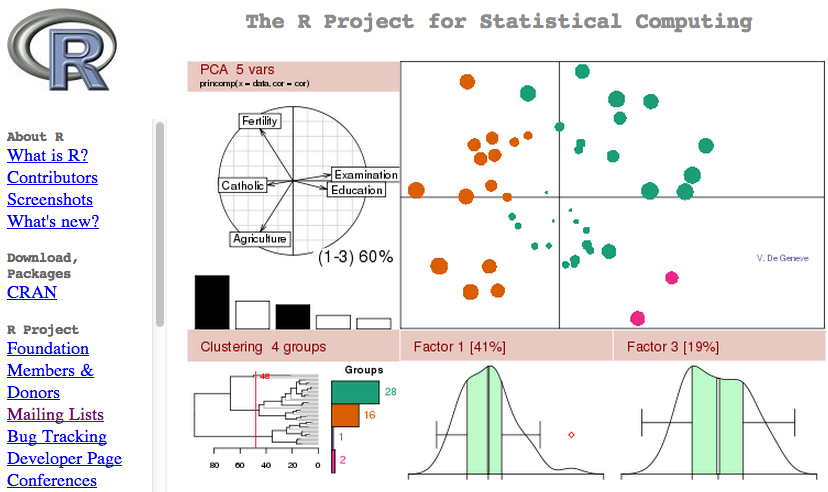 R
The R Project for Statistical Computing
About R
What is R?
Contributors
Screenshots
What's new?
Download,
Packages
CRAN
R Project
Foundation
Members &
Donors
Mailing Lists
Bug Tracking
Developer Page
Conferences
PCA 5 vars
princomp(x = data, cor = cor)
Fertility
Examination
Catholic
Education
Agriculture
(1-3) 60%
V. De Geneve
Clustering 4 groups
Factor 1 [41%]
Factor 3 [19%]
Groups
48
28
16
1
2
80 60 40 20 0